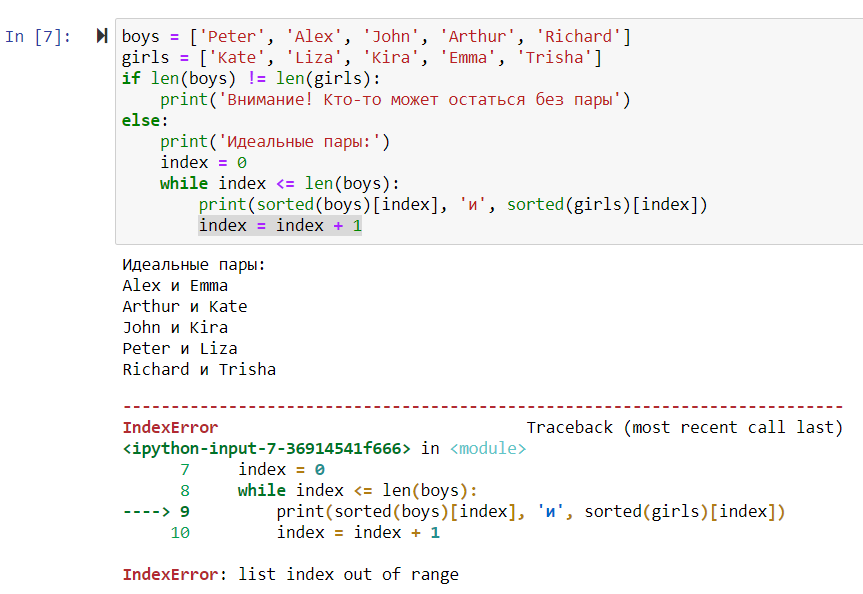 In [7]:
boys = ['Peter', 'Alex', 'John', 'Arthur', 'Richard']
girls = ['Kate', 'Liza', 'Kira', 'Emma', 'Trisha']
if len(boys) != len(girls):
    print('Внимание! Кто-то может остаться без пары')
else:
    print('Идеальные пары:')
    index = 0
    while index <= len(boys):
        print(sorted(boys)[index], 'и', sorted(girls)[index])
        index = index + 1
Идеальные пары:
Alex и Emma
Arthur и Kate
John и Kira
Peter и Liza
Richard и Trisha
---------------------------------------------------------------------------
IndexError                                Traceback (most recent call last)
<ipython-input-7-36914541f666> in <module>
      7     index = 0
      8     while index <= len(boys):
----> 9         print(sorted(boys)[index], 'и', sorted(girls)[index])
     10         index = index + 1
IndexError: list index out of range